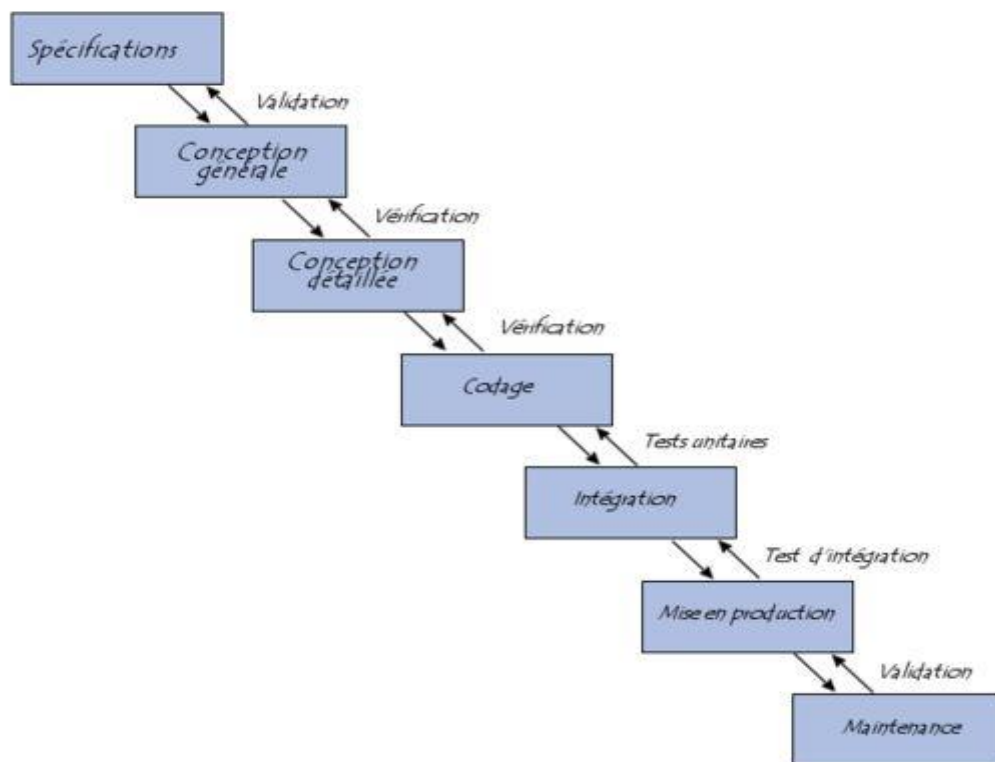 Spécifications
Validation
Conception
générale
Vérification
Conception
détaillée
Vérification
Codage
Tests unitaires
Intégration
Test d'intégration
Mise en production
Validation
Maintenance